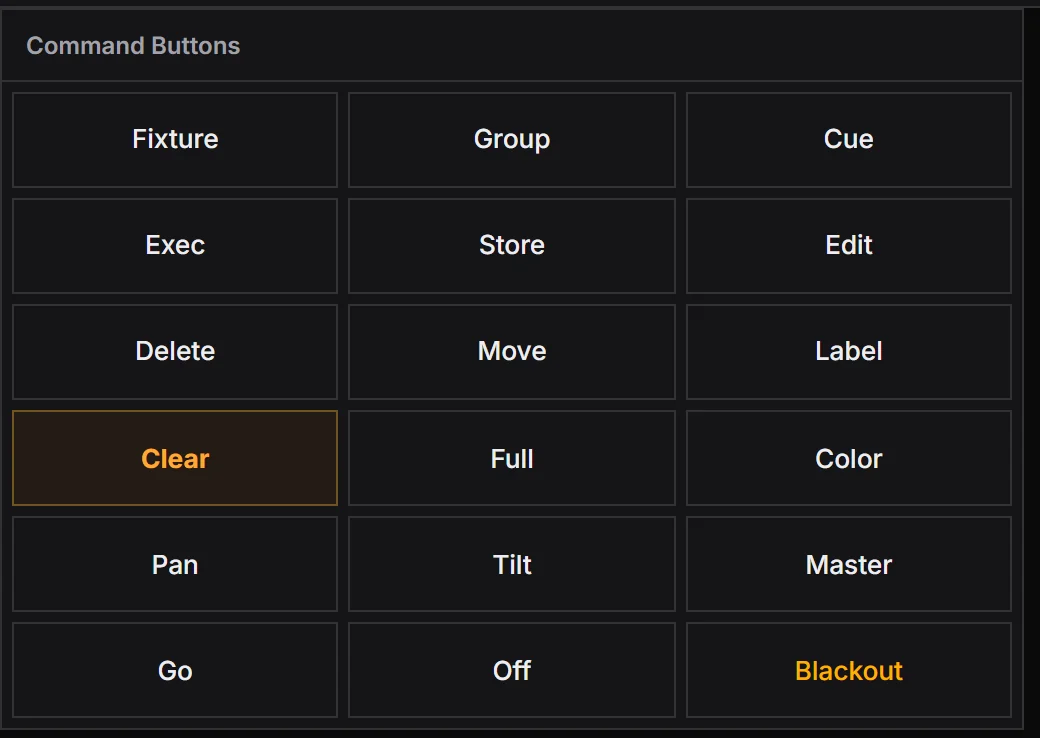 Command Buttons
Fixture
Group
Cue
Exec
Store
Edit
Delete
Move
Label
Clear
Full
Color
Pan
Tilt
Master
Go
Off
Blackout